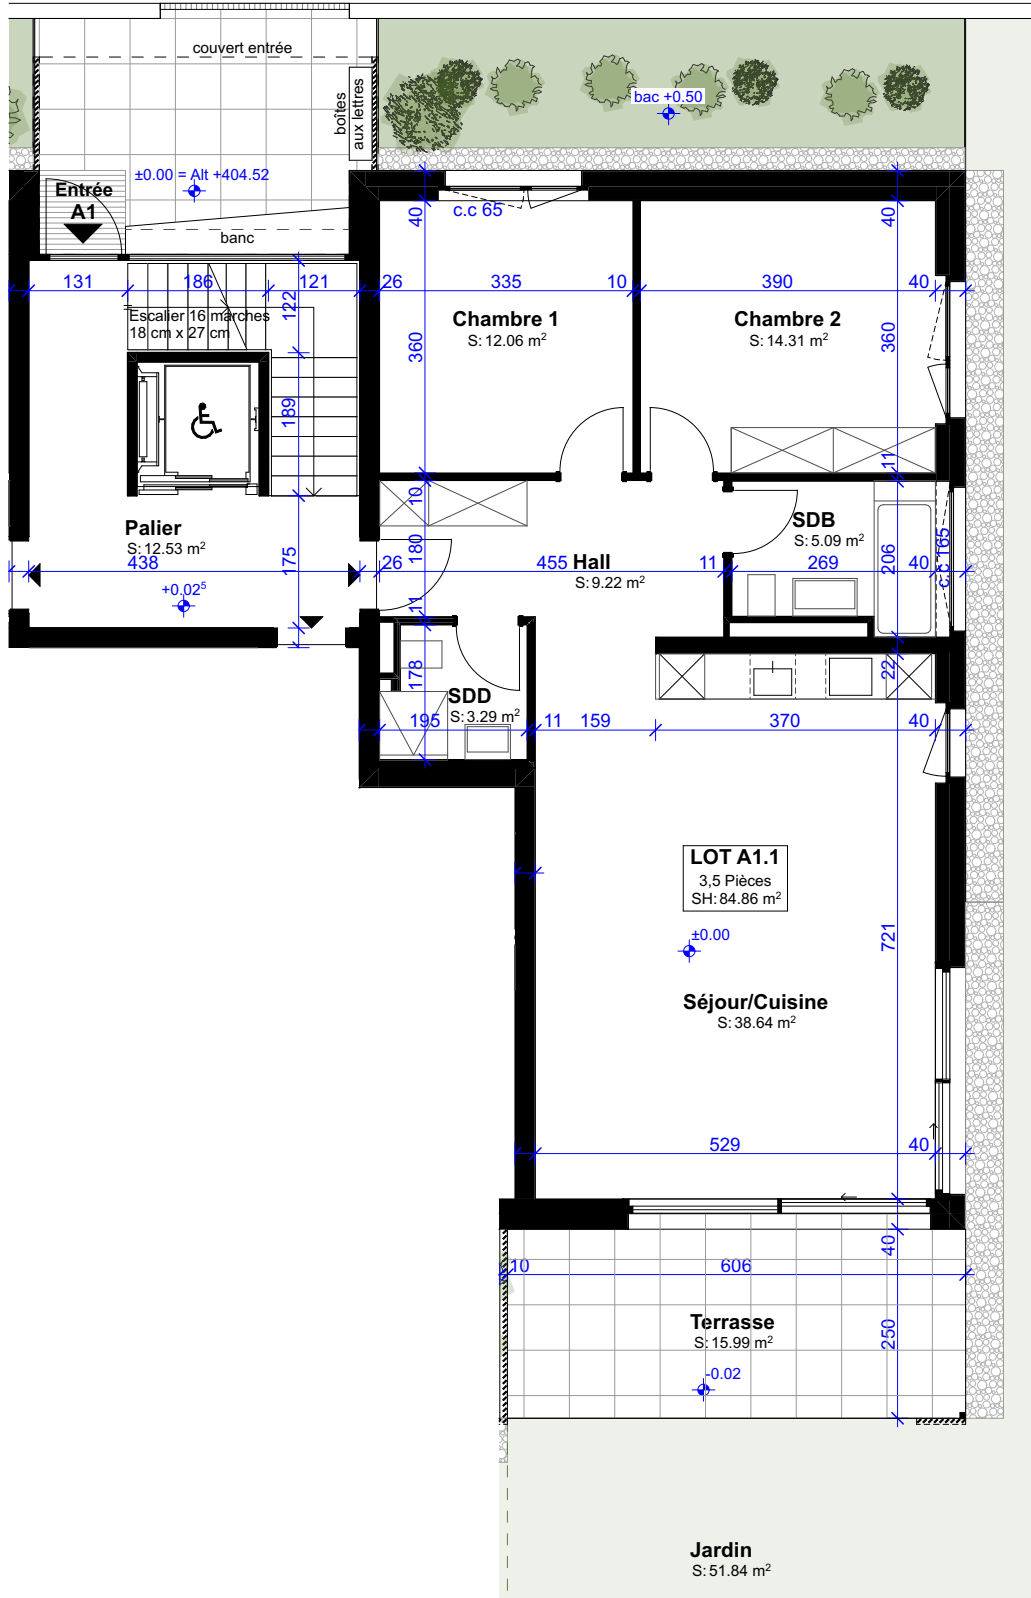 couvert entrée
boîtes
aux lettres
bac +0.50
±0.00 = Alt +404.52
Entrée
A1
banc
c.c 65
40
40
131
186
121
26
335
10
390
40
122
Escalier 16 marches
18 cm x 27 cm
Chambre 1
S: 12.06 m²
360
Chambre 2
S: 14.31 m²
360
189
11
10
Palier
S: 12.53 m²
438
+0.02⁵
175
26
180
455
11
Hall
S: 9.22 m²
SDB
S: 5.09 m²
269
206
40
c.c 165
11
178
SDD
S: 3.29 m²
195
11
159
370
22
40
LOT A1.1
3,5 Pièces
SH: 84.86 m²
±0.00
721
Séjour/Cuisine
S: 38.64 m²
529
40
10
606
40
Terrasse
S: 15.99 m²
250
-0.02
Jardin
S: 51.84 m²